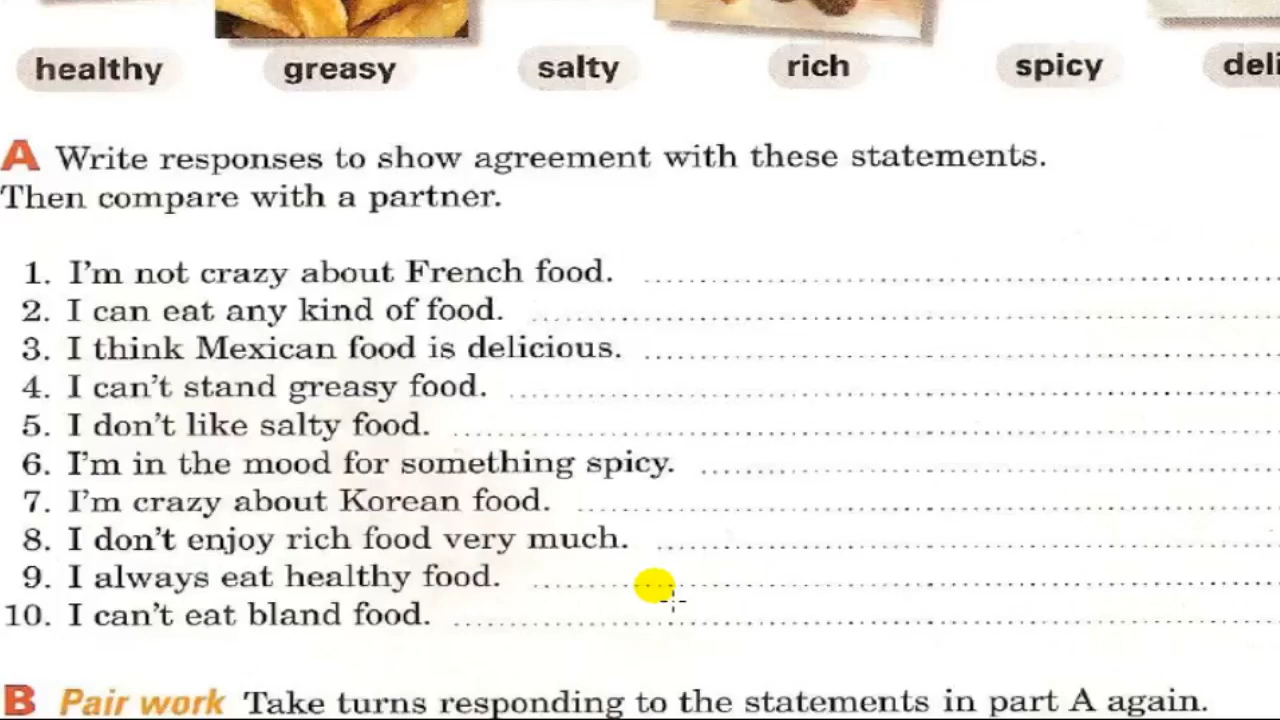 healthy greasy salty rich spicy
A Write responses to show agreement with these statements.
Then compare with a partner.
1. I'm not crazy about French food.
2. I can eat any kind of food.
3. I think Mexican food is delicious.
4. I can't stand greasy food.
5. I don't like salty food.
6. I'm in the mood for something spicy.
7. I'm crazy about Korean food.
8. I don't enjoy rich food very much.
9. I always eat healthy food.
10. I can't eat bland food.
B Pair work Take turns responding to the statements in part A again.